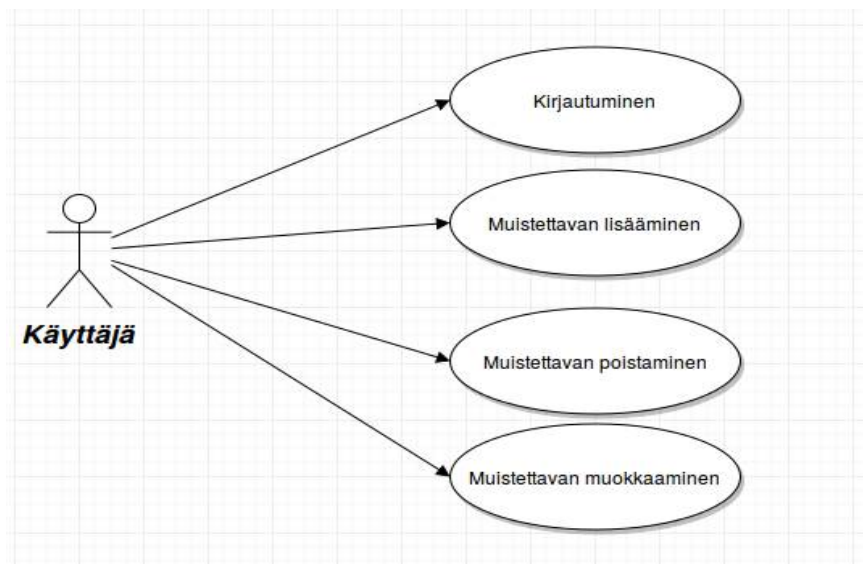 Kirjautuminen
Muistettavan lisääminen
Käyttäjä
Muistettavan poistaminen
Muistettavan muokkaaminen